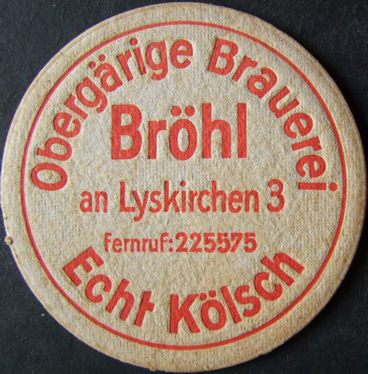 Obergärige Brauerei
Bröhl
an Lyskirchen 3
Fernruf: 225575
Echt Kölsch